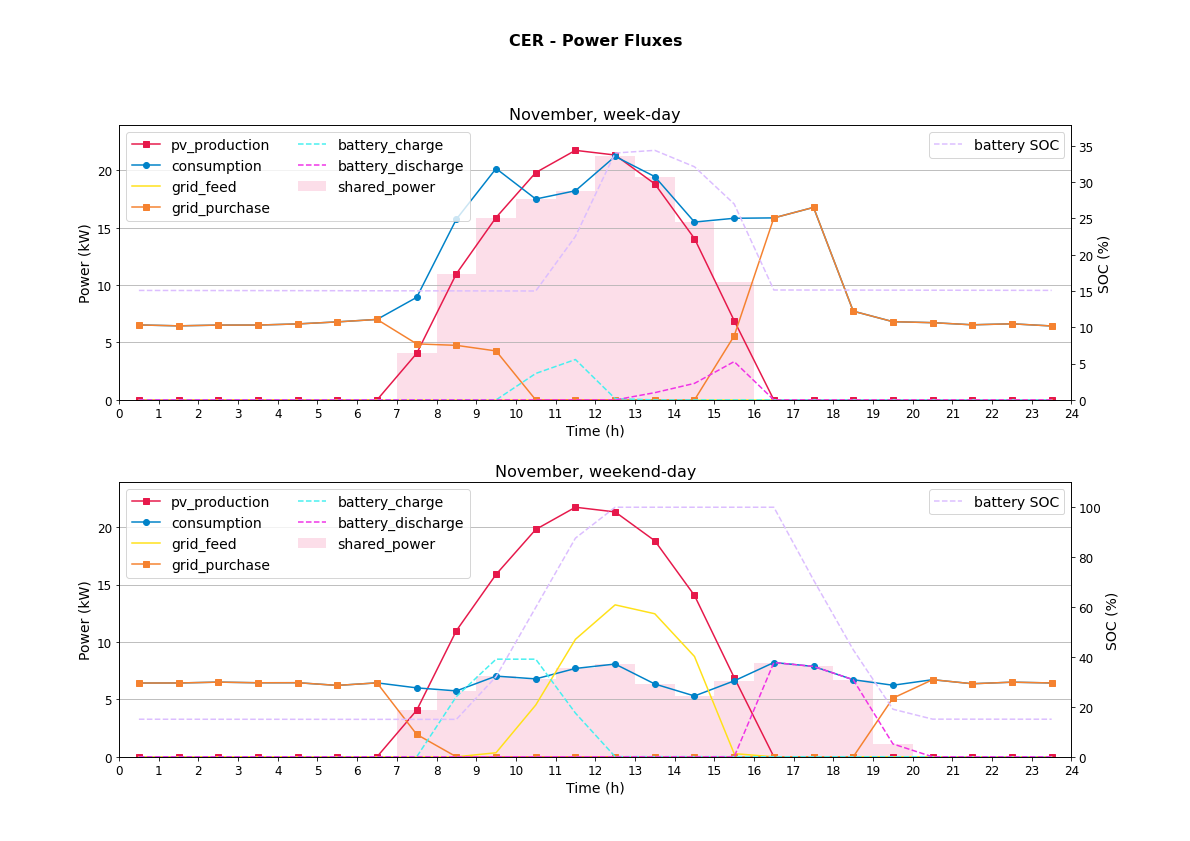 CER - Power Fluxes
November, week-day
pv_production battery_charge
consumption battery_discharge
grid_feed shared_power
grid_purchase
battery SOC
Power (kW)
20
15
10
5
0
SOC (%)
35
30
25
20
15
10
5
0
0 1 2 3 4 5 6 7 8 9 10 11 12 13 14 15 16 17 18 19 20 21 22 23 24
Time (h)
November, weekend-day
pv_production battery_charge
consumption battery_discharge
grid_feed shared_power
grid_purchase
battery SOC
Power (kW)
20
15
10
5
0
SOC (%)
100
80
60
40
20
0
0 1 2 3 4 5 6 7 8 9 10 11 12 13 14 15 16 17 18 19 20 21 22 23 24
Time (h)